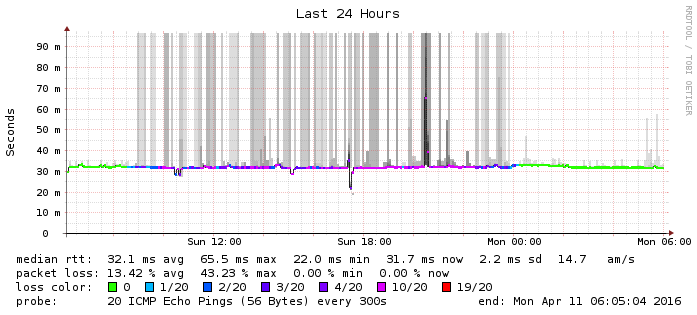 Last 24 Hours
RRDTOOL / TOBI OETIKER
Seconds
90 m
80 m
70 m
60 m
50 m
40 m
30 m
20 m
10 m
0
Sun 12:00 Sun 18:00 Mon 00:00 Mon 06:00
median rtt: 32.1 ms avg 65.5 ms max 22.0 ms min 31.7 ms now 2.2 ms sd 14.7 am/s
packet loss: 13.42 % avg 43.23 % max 0.00 % min 0.00 % now
loss color: 0 1/20 2/20 3/20 4/20 10/20 19/20
probe: 20 ICMP Echo Pings (56 Bytes) every 300s end: Mon Apr 11 06:05:04 2016